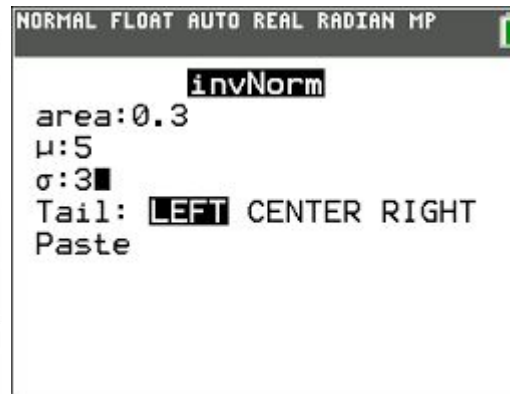 NORMAL FLOAT AUTO REAL RADIAN MP
invNorm
area:0.3
μ:5
σ:3
Tail: LEFT CENTER RIGHT
Paste